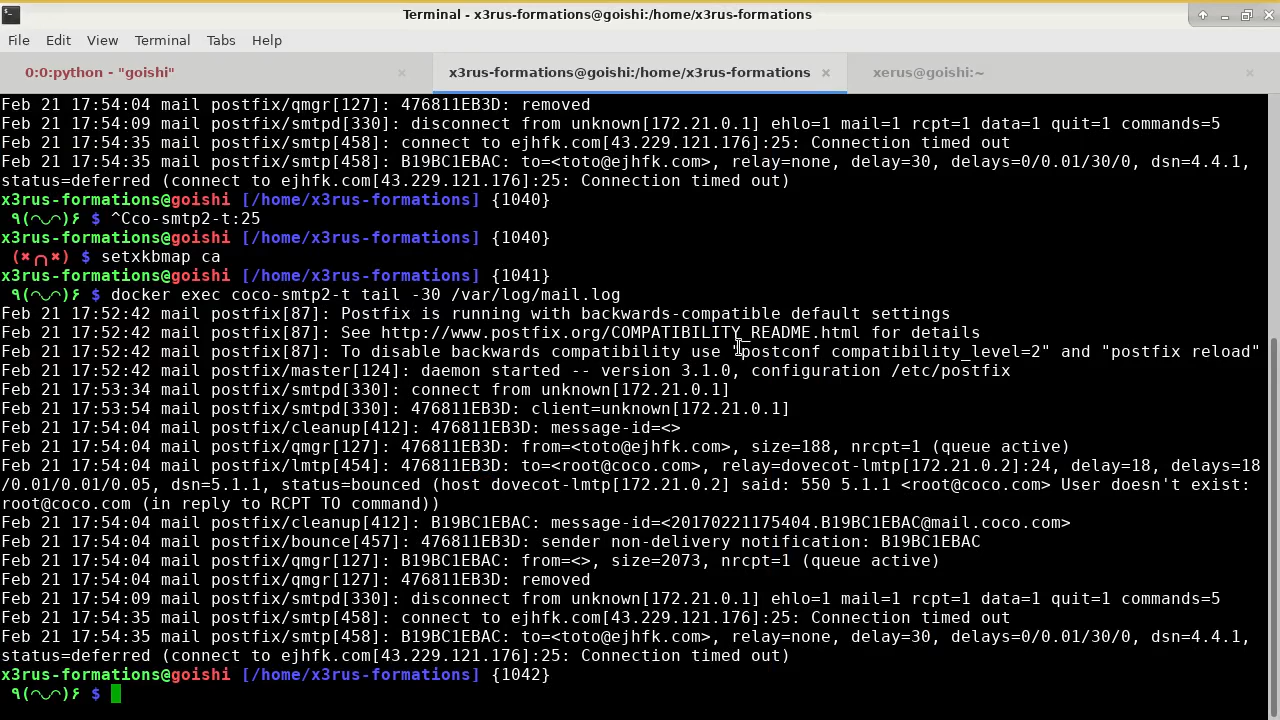 Terminal - x3rus-formations@goishi:/home/x3rus-formations
File Edit View Terminal Tabs Help
0:0:python - "goishi" x3rus-formations@goishi:/home/x3rus-formations xerus@goishi:~
Feb 21 17:54:04 mail postfix/qmgr[127]: 476811EB3D: removed
Feb 21 17:54:09 mail postfix/smtpd[330]: disconnect from unknown[172.21.0.1] ehlo=1 mail=1 rcpt=1 data=1 quit=1 commands=5
Feb 21 17:54:35 mail postfix/smtp[458]: connect to ejhfk.com[43.229.121.176]:25: Connection timed out
Feb 21 17:54:35 mail postfix/smtp[458]: B19BC1EBAC: to=<toto@ejhfk.com>, relay=none, delay=30, delays=0/0.01/30/0, dsn=4.4.1,
status=deferred (connect to ejhfk.com[43.229.121.176]:25: Connection timed out)
x3rus-formations@goishi [/home/x3rus-formations] {1040}
٩(◠◡◠)۶ $ ^Cco-smtp2-t:25
x3rus-formations@goishi [/home/x3rus-formations] {1040}
(✖╭╮✖) $ setxkbmap ca
x3rus-formations@goishi [/home/x3rus-formations] {1041}
٩(◠◡◠)۶ $ docker exec coco-smtp2-t tail -30 /var/log/mail.log
Feb 21 17:52:42 mail postfix[87]: Postfix is running with backwards-compatible default settings
Feb 21 17:52:42 mail postfix[87]: See http://www.postfix.org/COMPATIBILITY_README.html for details
Feb 21 17:52:42 mail postfix[87]: To disable backwards compatibility use "postconf compatibility_level=2" and "postfix reload"
Feb 21 17:52:42 mail postfix/master[124]: daemon started -- version 3.1.0, configuration /etc/postfix
Feb 21 17:53:34 mail postfix/smtpd[330]: connect from unknown[172.21.0.1]
Feb 21 17:53:54 mail postfix/smtpd[330]: 476811EB3D: client=unknown[172.21.0.1]
Feb 21 17:54:04 mail postfix/cleanup[412]: 476811EB3D: message-id=<>
Feb 21 17:54:04 mail postfix/qmgr[127]: 476811EB3D: from=<toto@ejhfk.com>, size=188, nrcpt=1 (queue active)
Feb 21 17:54:04 mail postfix/lmtp[454]: 476811EB3D: to=<root@coco.com>, relay=dovecot-lmtp[172.21.0.2]:24, delay=18, delays=18
/0.01/0.01/0.05, dsn=5.1.1, status=bounced (host dovecot-lmtp[172.21.0.2] said: 550 5.1.1 <root@coco.com> User doesn't exist:
root@coco.com (in reply to RCPT TO command))
Feb 21 17:54:04 mail postfix/cleanup[412]: B19BC1EBAC: message-id=<20170221175404.B19BC1EBAC@mail.coco.com>
Feb 21 17:54:04 mail postfix/bounce[457]: 476811EB3D: sender non-delivery notification: B19BC1EBAC
Feb 21 17:54:04 mail postfix/qmgr[127]: B19BC1EBAC: from=<>, size=2073, nrcpt=1 (queue active)
Feb 21 17:54:04 mail postfix/qmgr[127]: 476811EB3D: removed
Feb 21 17:54:09 mail postfix/smtpd[330]: disconnect from unknown[172.21.0.1] ehlo=1 mail=1 rcpt=1 data=1 quit=1 commands=5
Feb 21 17:54:35 mail postfix/smtp[458]: connect to ejhfk.com[43.229.121.176]:25: Connection timed out
Feb 21 17:54:35 mail postfix/smtp[458]: B19BC1EBAC: to=<toto@ejhfk.com>, relay=none, delay=30, delays=0/0.01/30/0, dsn=4.4.1,
status=deferred (connect to ejhfk.com[43.229.121.176]:25: Connection timed out)
x3rus-formations@goishi [/home/x3rus-formations] {1042}
٩(◠◡◠)۶ $